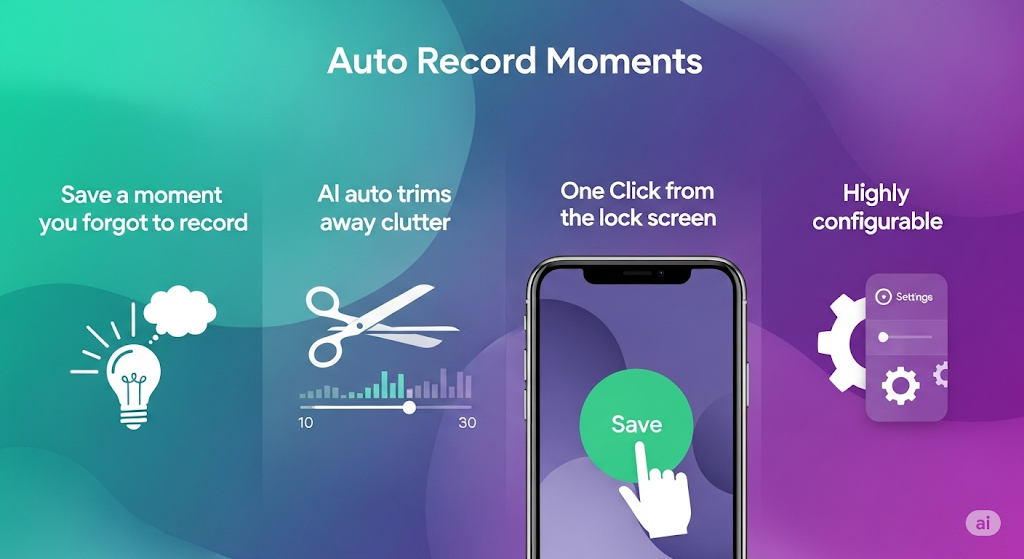 Auto Record Moments
Save a moment
you forgot to record
AI auto trims
away clutter
One Click from
the lock screen
Highly
configurable
10
30
Save
Settings
ai